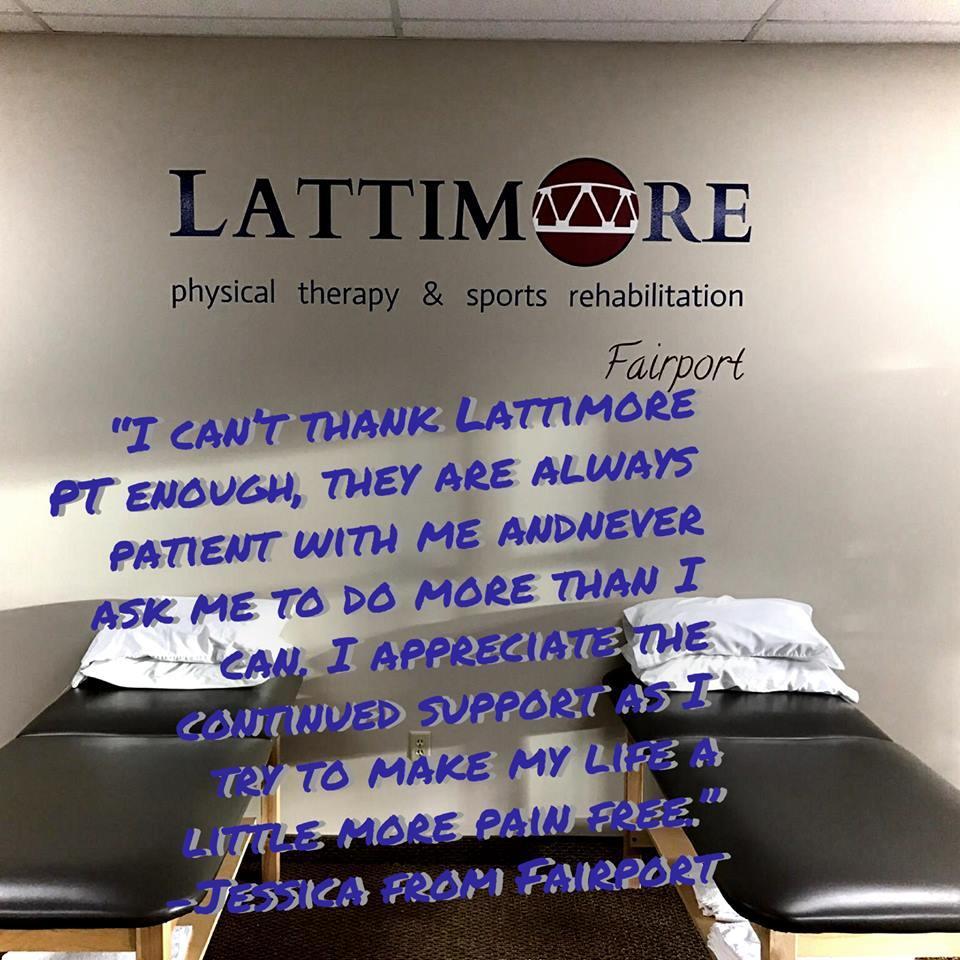 LATTIMORE
physical therapy & sports rehabilitation
Fairport
"I CAN'T THANK LATTIMORE
PT ENOUGH, THEY ARE ALWAYS
PATIENT WITH ME ANDNEVER
ASK ME TO DO MORE THAN I
CAN. I APPRECIATE THE
CONTINUED SUPPORT AS I
TRY TO MAKE MY LIFE A
LITTLE MORE PAIN FREE."
-JESSICA FROM FAIRPORT